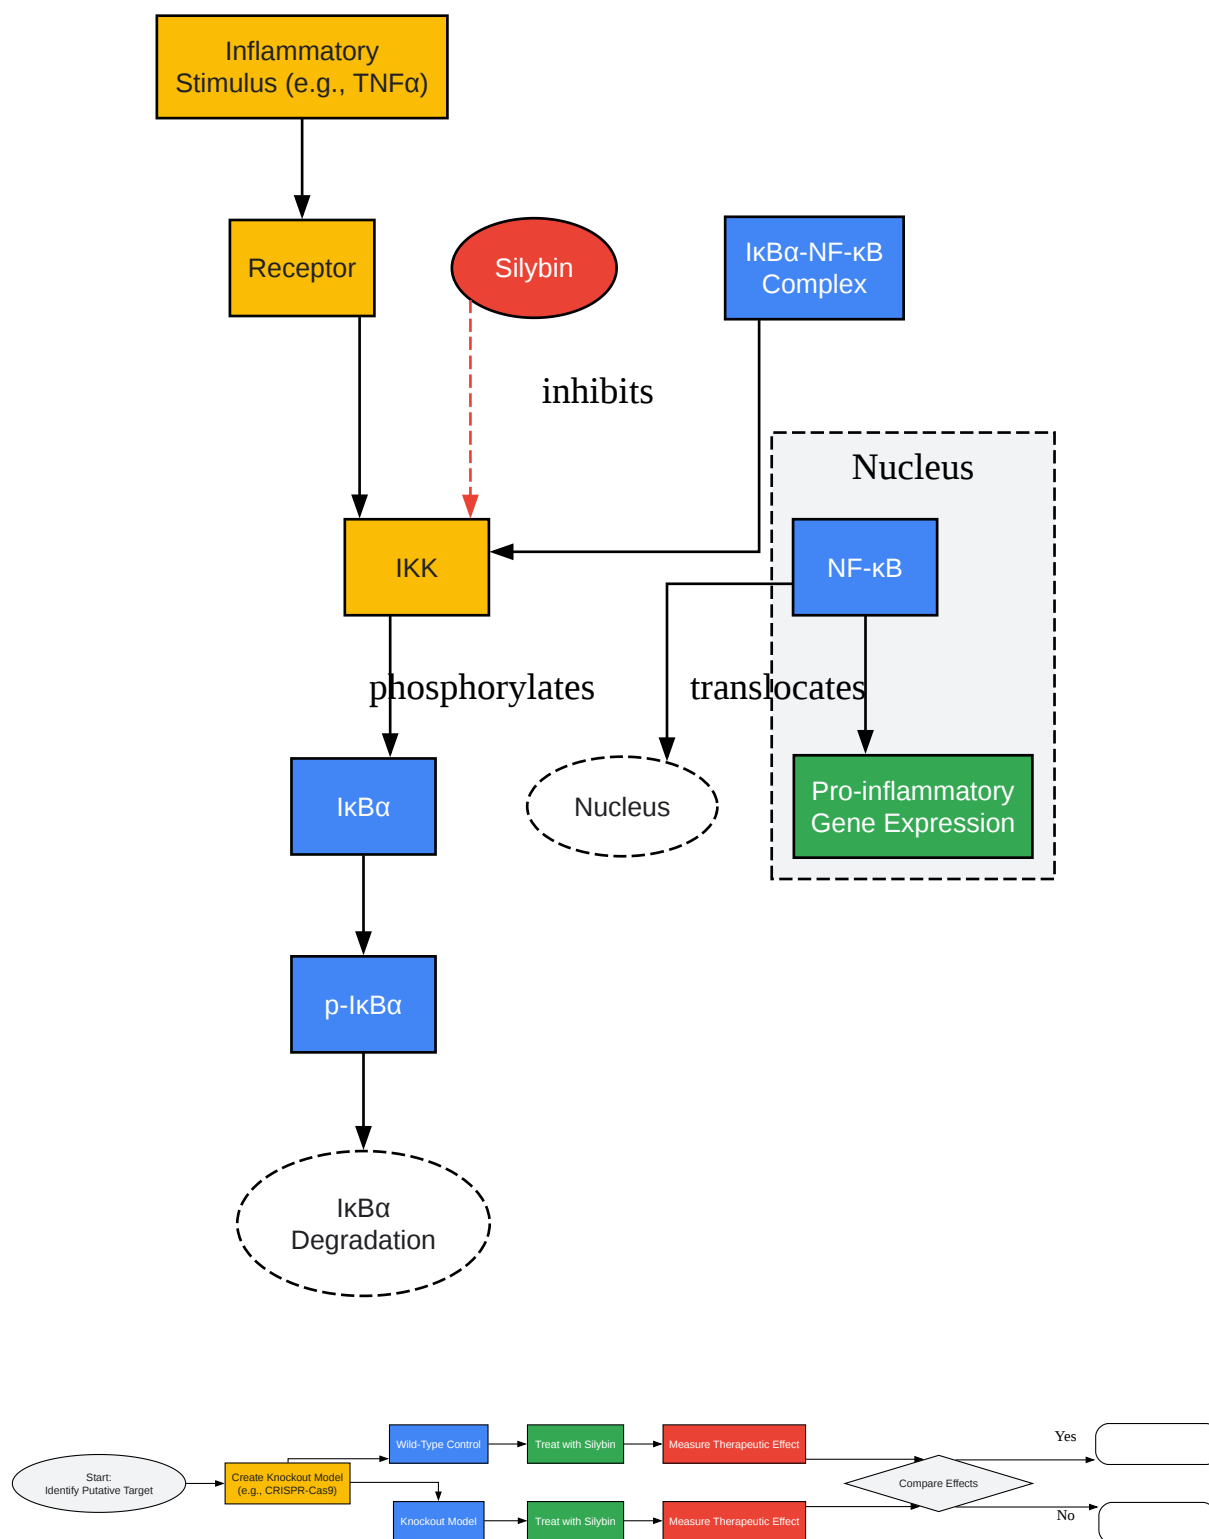 Inflammatory
Stimulus (e.g., TNFα)
Receptor
Silybin
IκBα-NF-κB
Complex
inhibits
Nucleus
IKK
NF-κB
phosphorylates
translocates
IκBα
Nucleus
Pro-inflammatory
Gene Expression
p-IκBα
IκBα
Degradation
Start:
Identify Putative Target
Create Knockout Model
(e.g., CRISPR-Cas9)
Wild-Type Control
Treat with Silybin
Measure Therapeutic Effect
Knockout Model
Treat with Silybin
Measure Therapeutic Effect
Compare Effects
Yes
No